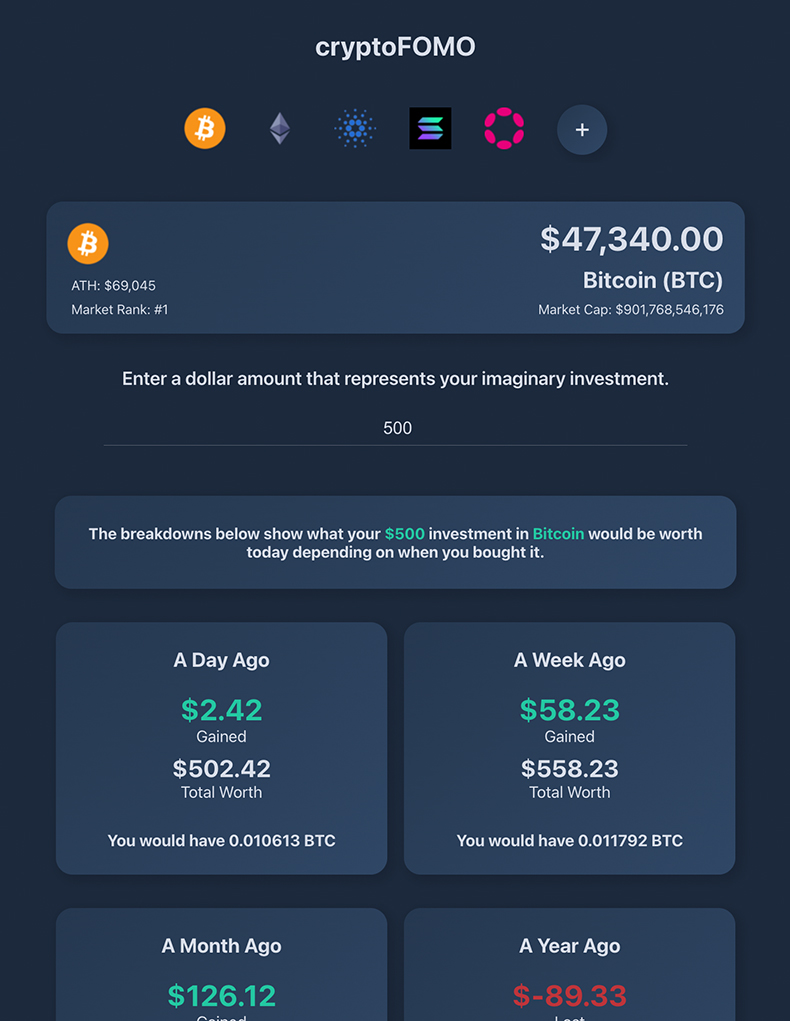 cryptoFOMO
+
$47,340.00
Bitcoin (BTC)
ATH: $69,045
Market Rank: #1
Market Cap: $901,768,546,176
Enter a dollar amount that represents your imaginary investment.
500
The breakdowns below show what your $500 investment in Bitcoin would be worth
today depending on when you bought it.
A Day Ago
$2.42
Gained
$502.42
Total Worth
You would have 0.010613 BTC
A Week Ago
$58.23
Gained
$558.23
Total Worth
You would have 0.011792 BTC
A Month Ago
$126.12
Gained
A Year Ago
$-89.33
Lost